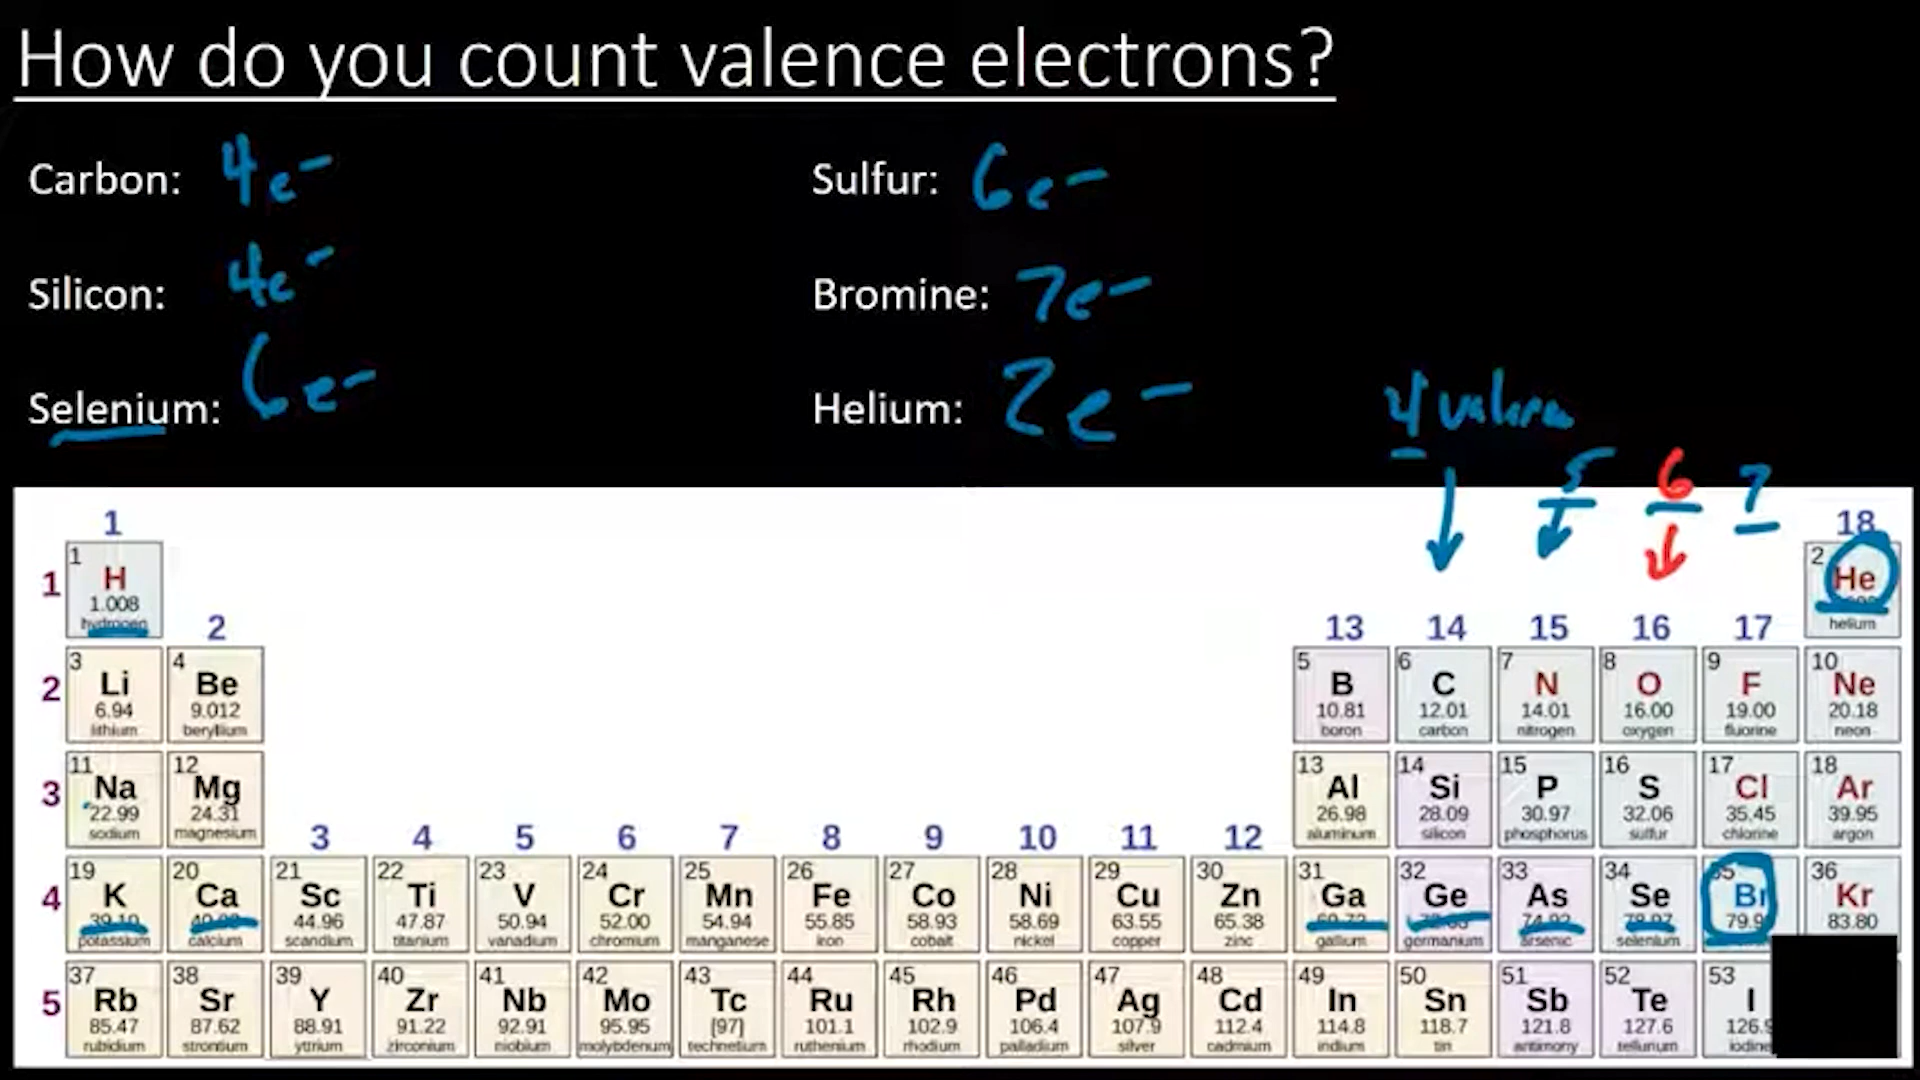 How do you count valence electrons?
Carbon: 4e-
Sulfur: 6e-
Silicon: 4e-
Bromine: 7e-
Selenium: 6e-
Helium: 2e-
4 valence
5 6 7
1 18
1 H 1.008 hydrogen 2 He helium
1
2 13 14 15 16 17
3 Li 6.94 lithium 4 Be 9.012 beryllium 5 B 10.81 boron 6 C 12.01 carbon 7 N 14.01 nitrogen 8 O 16.00 oxygen 9 F 19.00 fluorine 10 Ne 20.18 neon
2
11 Na 22.99 sodium 12 Mg 24.31 magnesium 13 Al 26.98 aluminum 14 Si 28.09 silicon 15 P 30.97 phosphorus 16 S 32.06 sulfur 17 Cl 35.45 chlorine 18 Ar 39.95 argon
3
3 4 5 6 7 8 9 10 11 12
19 K 39.10 potassium 20 Ca calcium 21 Sc 44.96 scandium 22 Ti 47.87 titanium 23 V 50.94 vanadium 24 Cr 52.00 chromium 25 Mn 54.94 manganese 26 Fe 55.85 iron 27 Co 58.93 cobalt 28 Ni 58.69 nickel 29 Cu 63.55 copper 30 Zn 65.38 zinc 31 Ga gallium 32 Ge germanium 33 As 74.92 arsenic 34 Se 78.97 selenium 35 Br 79.9 36 Kr 83.80
4
37 Rb 85.47 rubidium 38 Sr 87.62 strontium 39 Y 88.91 yttrium 40 Zr 91.22 zirconium 41 Nb 92.91 niobium 42 Mo 95.95 molybdenum 43 Tc [97] technetium 44 Ru 101.1 ruthenium 45 Rh 102.9 rhodium 46 Pd 106.4 palladium 47 Ag 107.9 silver 48 Cd 112.4 cadmium 49 In 114.8 indium 50 Sn 118.7 tin 51 Sb 121.8 antimony 52 Te 127.6 tellurium 53 I 126.9 iodine
5